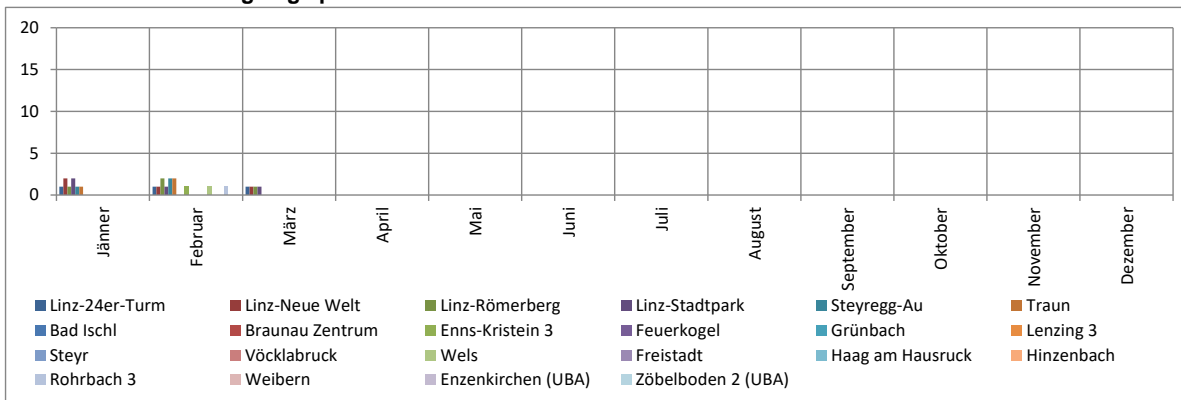 20
15
10
5
0
Jänner
Februar
März
April
Mai
Juni
Juli
August
September
Oktober
November
Dezember
Linz-24er-Turm Linz-Neue Welt Linz-Römerberg Linz-Stadtpark Steyregg-Au Traun
Bad Ischl Braunau Zentrum Enns-Kristein 3 Feuerkogel Grünbach Lenzing 3
Steyr Vöcklabruck Wels Freistadt Haag am Hausruck Hinzenbach
Rohrbach 3 Weibern Enzenkirchen (UBA) Zöbelboden 2 (UBA)